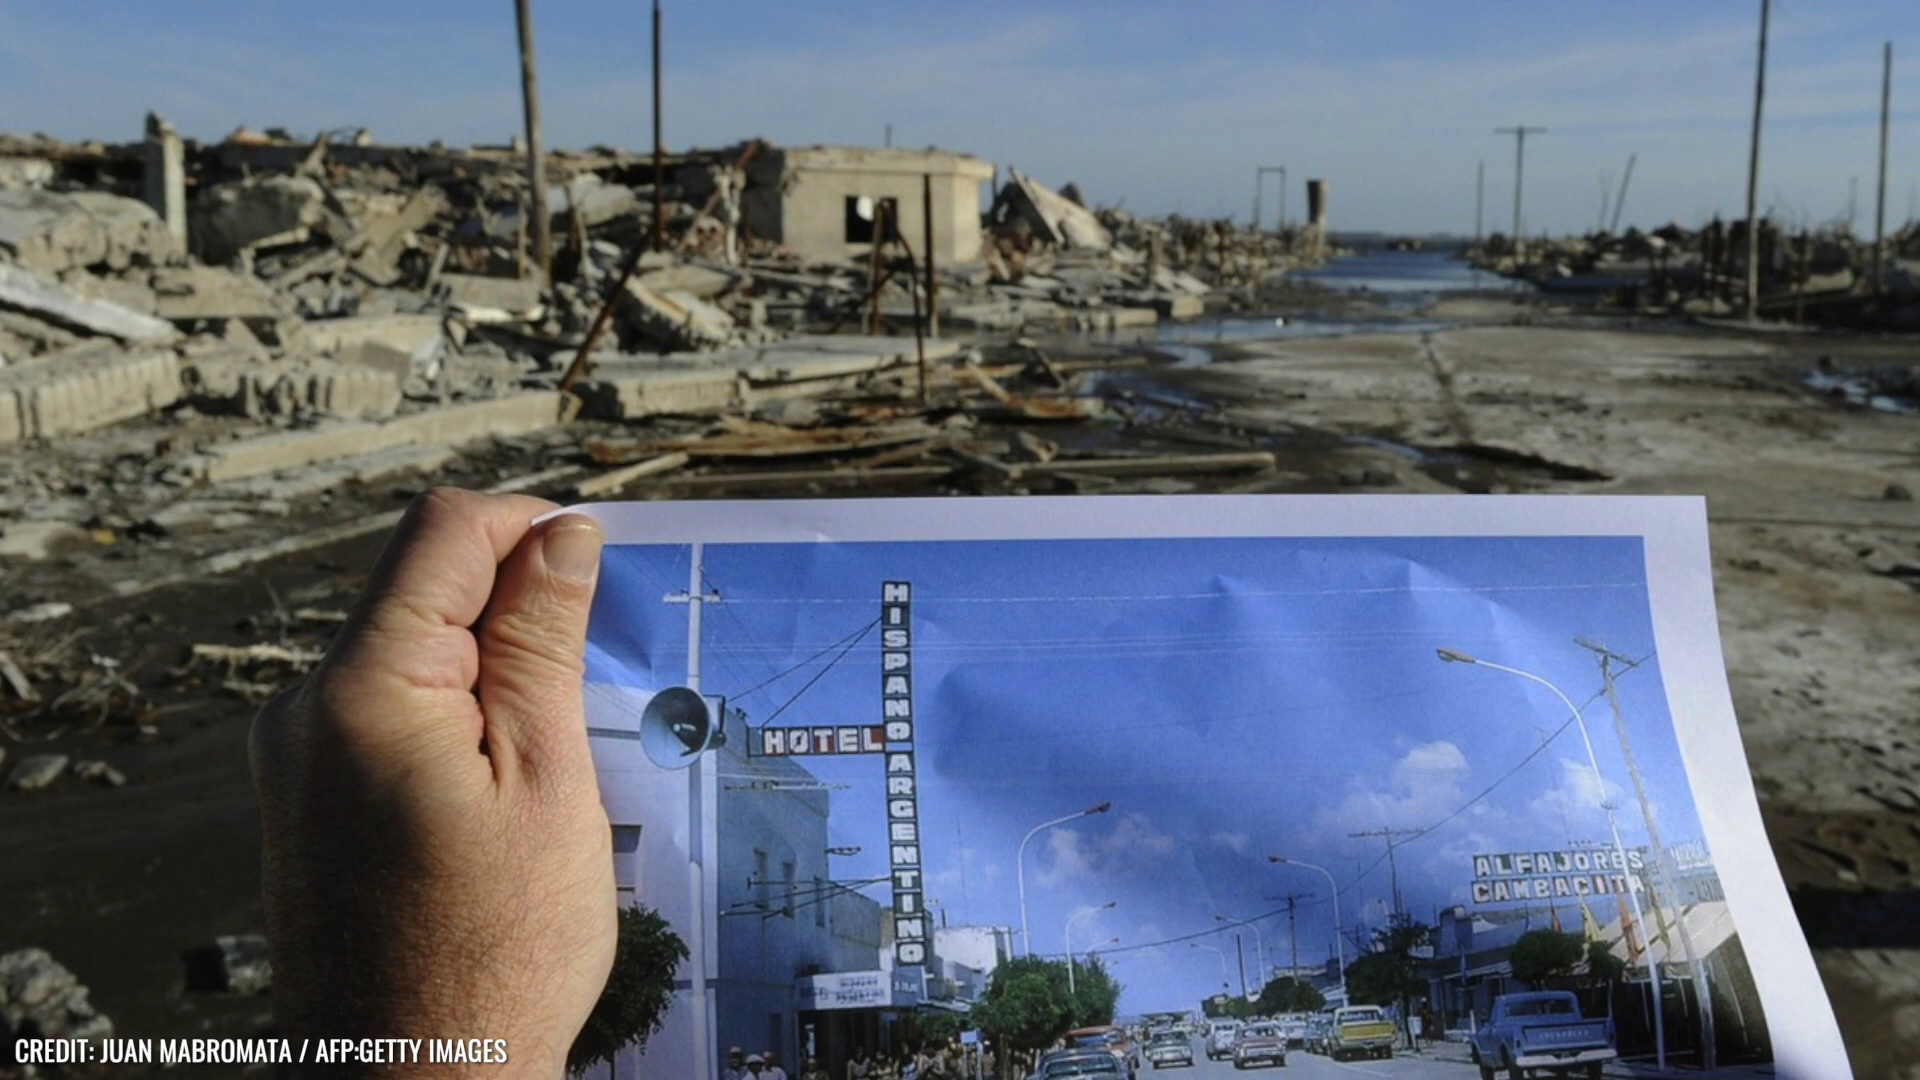 HOTEL
HISPANO-ARGENTINO
ALFAJORES
CAMBACITA
CREDIT: JUAN MABROMATA / AFP:GETTY IMAGES